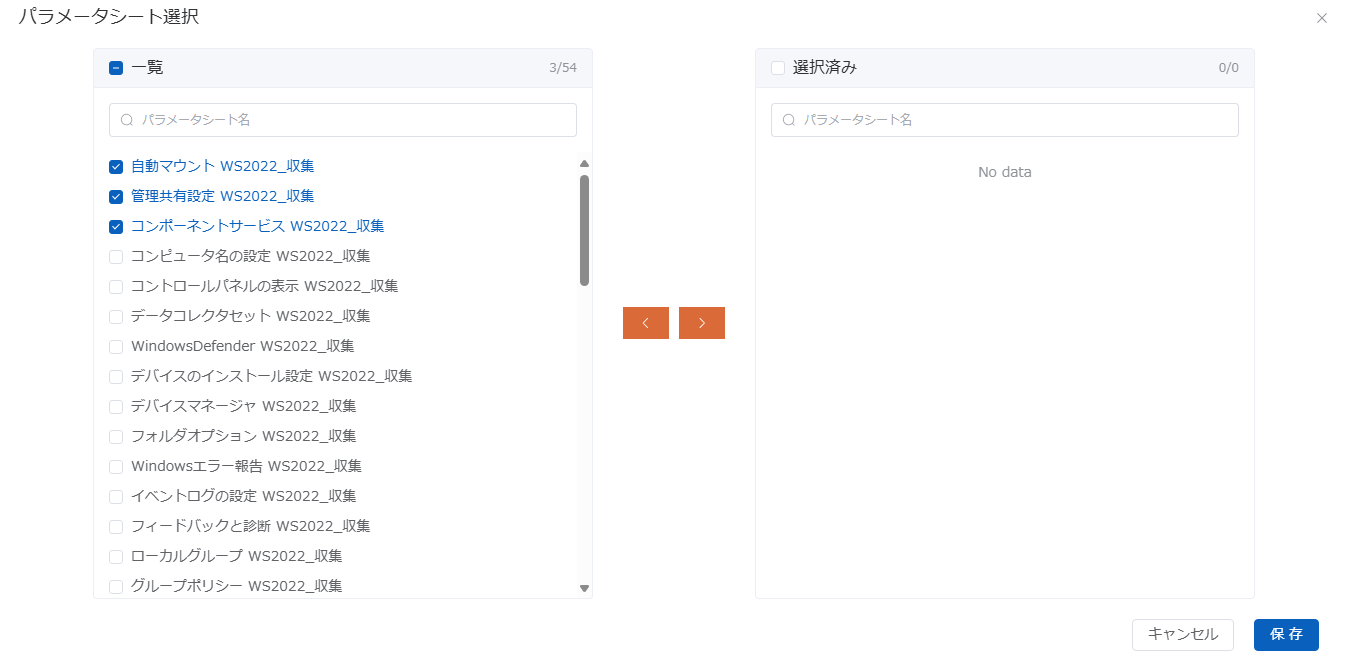 パラメータシート選択
一覧 3/54
パラメータシート名
自動マウント WS2022_収集
管理共有設定 WS2022_収集
コンポーネントサービス WS2022_収集
コンピュータ名の設定 WS2022_収集
コントロールパネルの表示 WS2022_収集
データコレクタセット WS2022_収集
WindowsDefender WS2022_収集
デバイスのインストール設定 WS2022_収集
デバイスマネージャ WS2022_収集
フォルダオプション WS2022_収集
Windowsエラー報告 WS2022_収集
イベントログの設定 WS2022_収集
フィードバックと診断 WS2022_収集
ローカルグループ WS2022_収集
グループポリシー WS2022_収集
選択済み 0/0
パラメータシート名
No data
キャンセル
保存